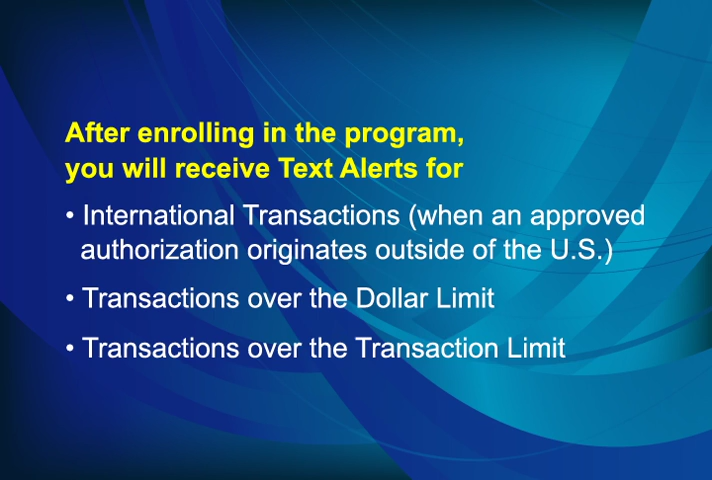 After enrolling in the program,
you will receive Text Alerts for
• International Transactions (when an approved
authorization originates outside of the U.S.)
• Transactions over the Dollar Limit
• Transactions over the Transaction Limit